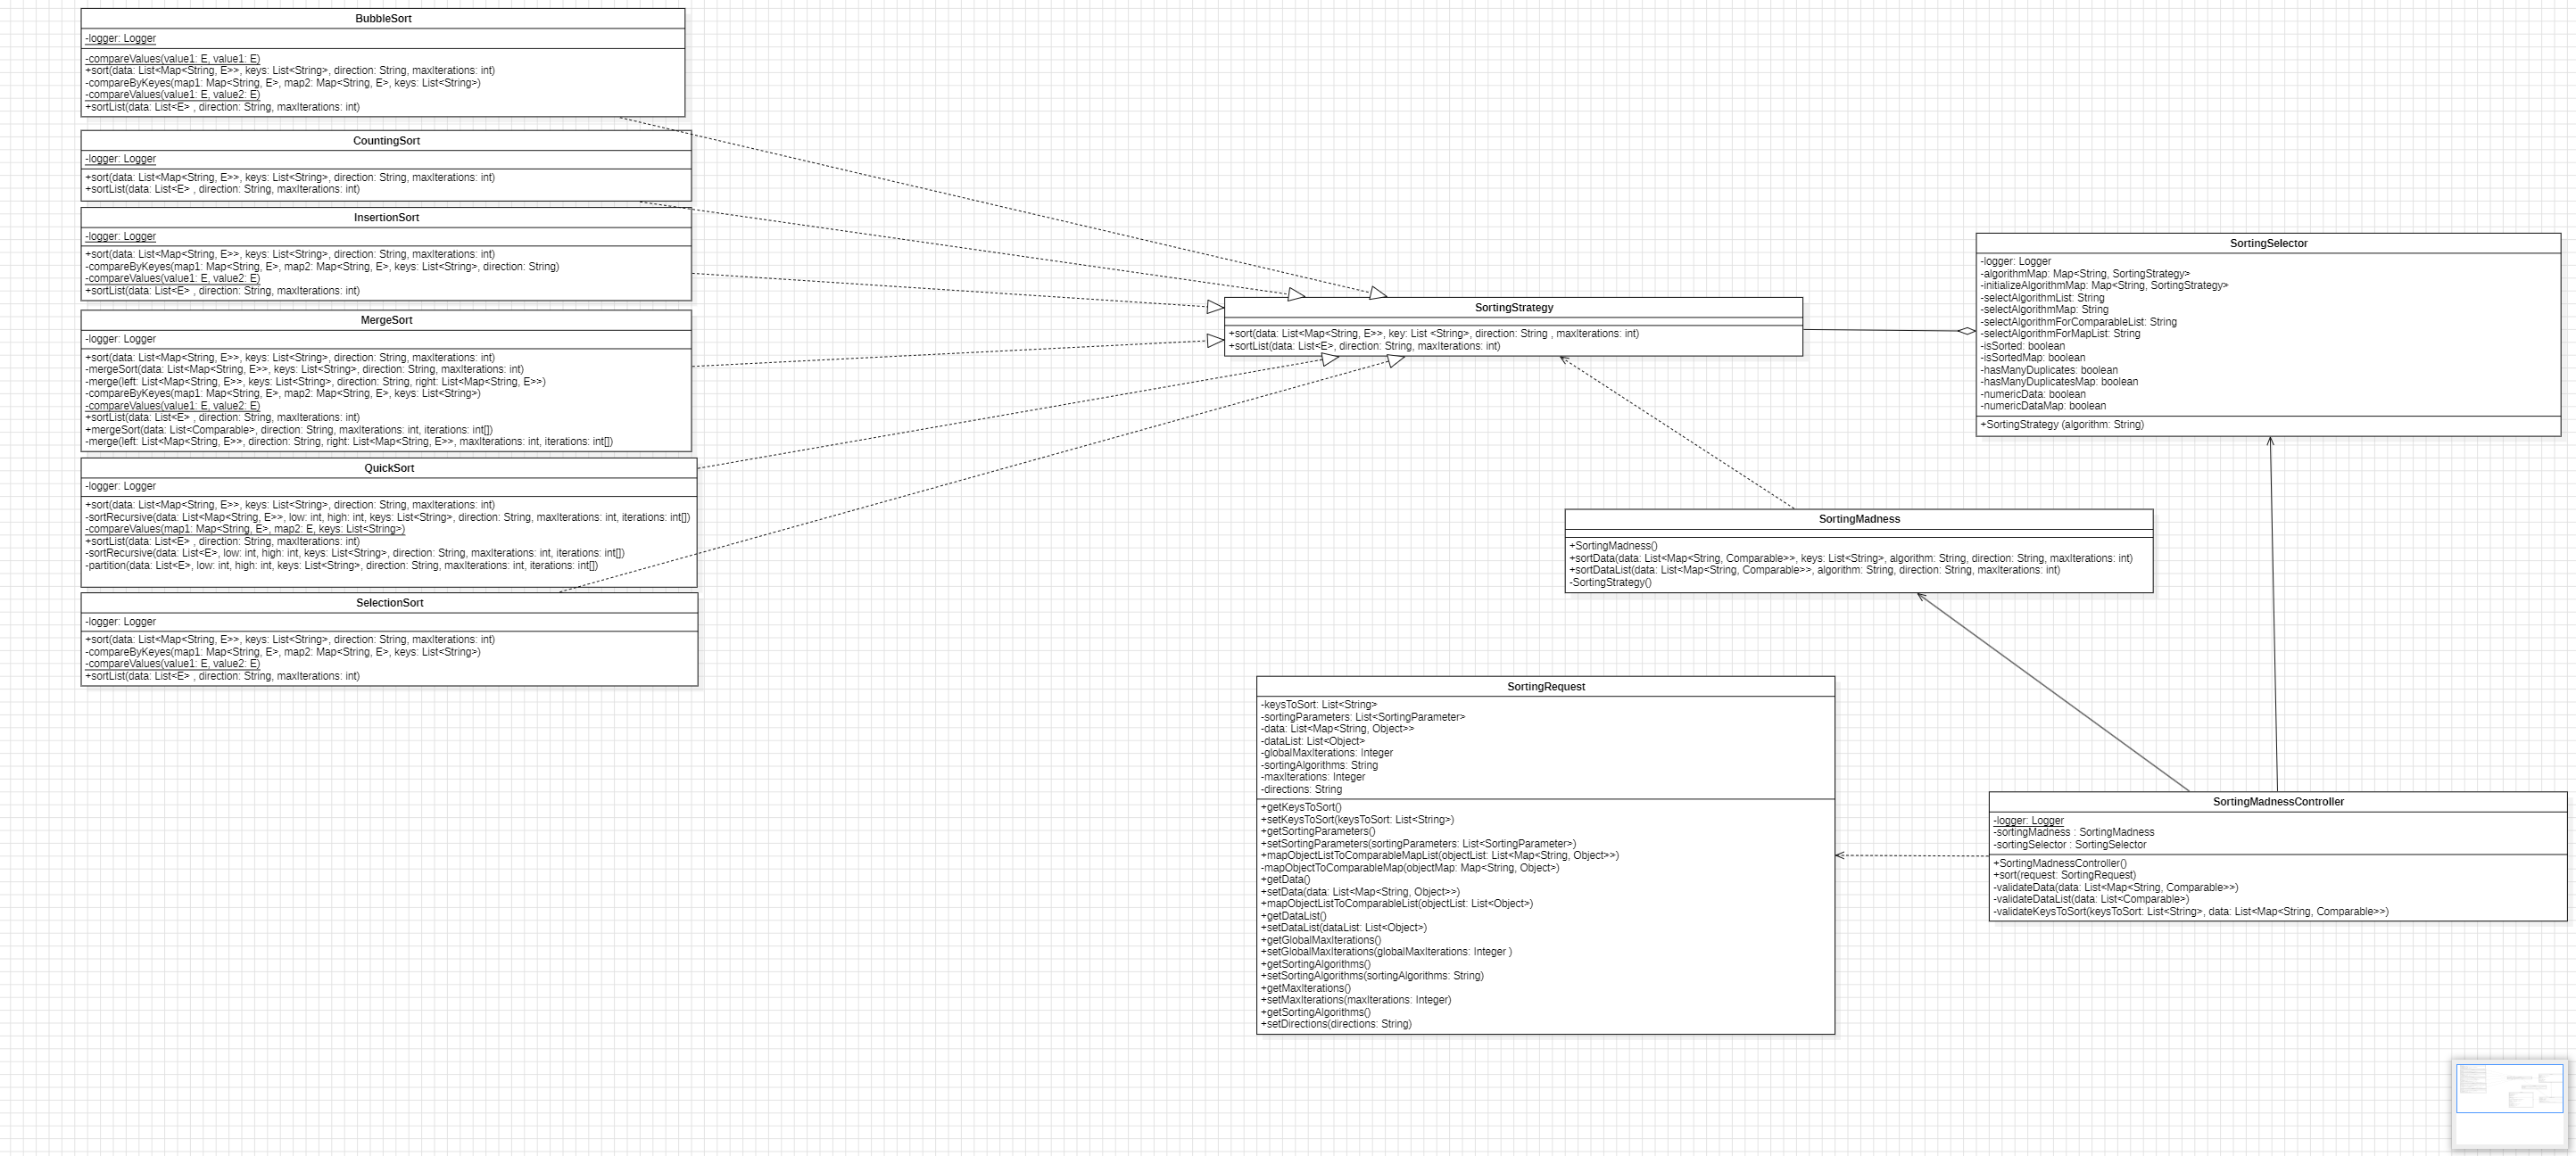 BubbleSort
-logger: Logger
-compareValues(value1: E, value1: E)
+sort(data: List<Map<String, E>>, keys: List<String>, direction: String, maxIterations: int)
-compareByKeyes(map1: Map<String, E>, map2: Map<String, E>, keys: List<String>)
-compareValues(value1: E, value2: E)
+sortList(data: List<E> , direction: String, maxIterations: int)
CountingSort
-logger: Logger
+sort(data: List<Map<String, E>>, keys: List<String>, direction: String, maxIterations: int)
+sortList(data: List<E> , direction: String, maxIterations: int)
InsertionSort
-logger: Logger
+sort(data: List<Map<String, E>>, keys: List<String>, direction: String, maxIterations: int)
-compareByKeyes(map1: Map<String, E>, map2: Map<String, E>, keys: List<String>, direction: String)
-compareValues(value1: E, value2: E)
+sortList(data: List<E> , direction: String, maxIterations: int)
MergeSort
-logger: Logger
+sort(data: List<Map<String, E>>, keys: List<String>, direction: String, maxIterations: int)
-mergeSort(data: List<Map<String, E>>, keys: List<String>, direction: String, maxIterations: int)
-merge(left: List<Map<String, E>>, keys: List<String>, direction: String, right: List<Map<String, E>>)
-compareByKeyes(map1: Map<String, E>, map2: Map<String, E>, keys: List<String>)
-compareValues(value1: E, value2: E)
+sortList(data: List<E> , direction: String, maxIterations: int)
+mergeSort(data: List<Comparable>, direction: String, maxIterations: int, iterations: int[])
-merge(left: List<Map<String, E>>, direction: String, right: List<Map<String, E>>, maxIterations: int, iterations: int[])
QuickSort
-logger: Logger
+sort(data: List<Map<String, E>>, keys: List<String>, direction: String, maxIterations: int)
-sortRecursive(data: List<Map<String, E>>, low: int, high: int, keys: List<String>, direction: String, maxIterations: int, iterations: int[])
-compareValues(map1: Map<String, E>, map2: E, keys: List<String>)
+sortList(data: List<E> , direction: String, maxIterations: int)
-sortRecursive(data: List<E>, low: int, high: int, keys: List<String>, direction: String, maxIterations: int, iterations: int[])
-partition(data: List<E>, low: int, high: int, keys: List<String>, direction: String, maxIterations: int, iterations: int[])
SelectionSort
-logger: Logger
+sort(data: List<Map<String, E>>, keys: List<String>, direction: String, maxIterations: int)
-compareByKeyes(map1: Map<String, E>, map2: Map<String, E>, keys: List<String>)
-compareValues(value1: E, value2: E)
+sortList(data: List<E> , direction: String, maxIterations: int)
SortingStrategy
+sort(data: List<Map<String, E>>, key: List <String>, direction: String , maxIterations: int)
+sortList(data: List<E>, direction: String, maxIterations: int)
SortingSelector
-logger: Logger
-algorithmMap: Map<String, SortingStrategy>
-initializeAlgorithmMap: Map<String, SortingStrategy>
-selectAlgorithmList: String
-selectAlgorithmMap: String
-selectAlgorithmForComparableList: String
-selectAlgorithmForMapList: String
-isSorted: boolean
-isSortedMap: boolean
-hasManyDuplicates: boolean
-hasManyDuplicatesMap: boolean
-numericData: boolean
-numericDataMap: boolean
+SortingStrategy (algorithm: String)
SortingMadness
+SortingMadness()
+sortData(data: List<Map<String, Comparable>>, keys: List<String>, algorithm: String, direction: String, maxIterations: int)
+sortDataList(data: List<Map<String, Comparable>>, algorithm: String, direction: String, maxIterations: int)
-SortingStrategy()
SortingRequest
-keysToSort: List<String>
-sortingParameters: List<SortingParameter>
-data: List<Map<String, Object>>
-dataList: List<Object>
-globalMaxIterations: Integer
-sortingAlgorithms: String
-maxIterations: Integer
-directions: String
+getKeysToSort()
+setKeysToSort(keysToSort: List<String>)
+getSortingParameters()
+setSortingParameters(sortingParameters: List<SortingParameter>)
+mapObjectListToComparableMapList(objectList: List<Map<String, Object>>)
-mapObjectToComparableMap(objectMap: Map<String, Object>)
+getData()
+setData(data: List<Map<String, Object>>)
+mapObjectListToComparableList(objectList: List<Object>)
+getDataList()
+setDataList(dataList: List<Object>)
+getGlobalMaxIterations()
+setGlobalMaxIterations(globalMaxIterations: Integer )
+getSortingAlgorithms()
+setSortingAlgorithms(sortingAlgorithms: String)
+getMaxIterations()
+setMaxIterations(maxIterations: Integer)
+getSortingAlgorithms()
+setDirections(directions: String)
SortingMadnessController
-logger: Logger
-sortingMadness : SortingMadness
-sortingSelector : SortingSelector
+SortingMadnessController()
+sort(request: SortingRequest)
-validateData(data: List<Map<String, Comparable>>)
-validateDataList(data: List<Comparable>)
-validateKeysToSort(keysToSort: List<String>, data: List<Map<String, Comparable>>)